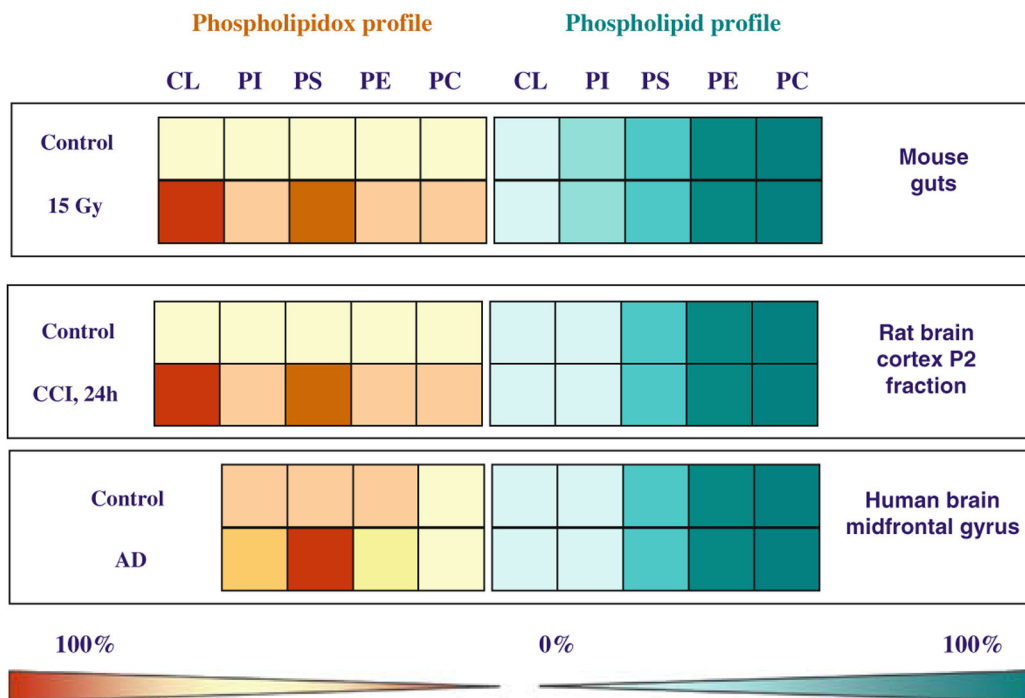 Phospholipidox profile Phospholipid profile
CL PI PS PE PC CL PI PS PE PC
Control
15 Gy
Mouse
guts
Control
CCI, 24h
Rat brain
cortex P2
fraction
Control
AD
Human brain
midfrontal gyrus
100% 0% 100%